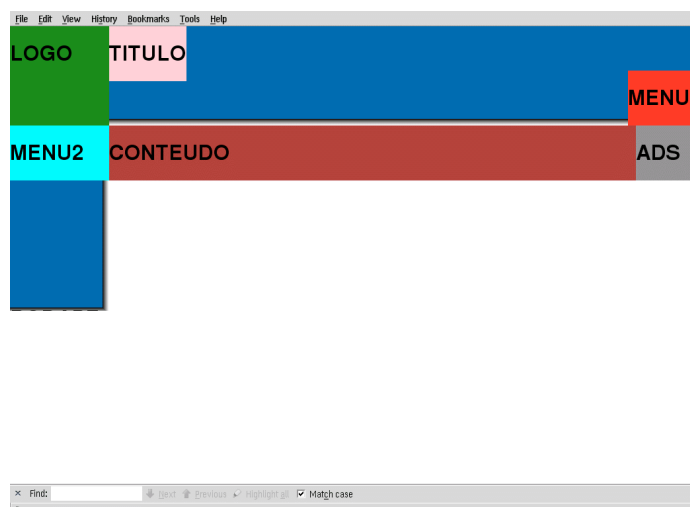 File Edit View History Bookmarks Tools Help
LOGO
TITULO
MENU
MENU2
CONTEUDO
ADS
× Find:
Next Previous Highlight all Match case